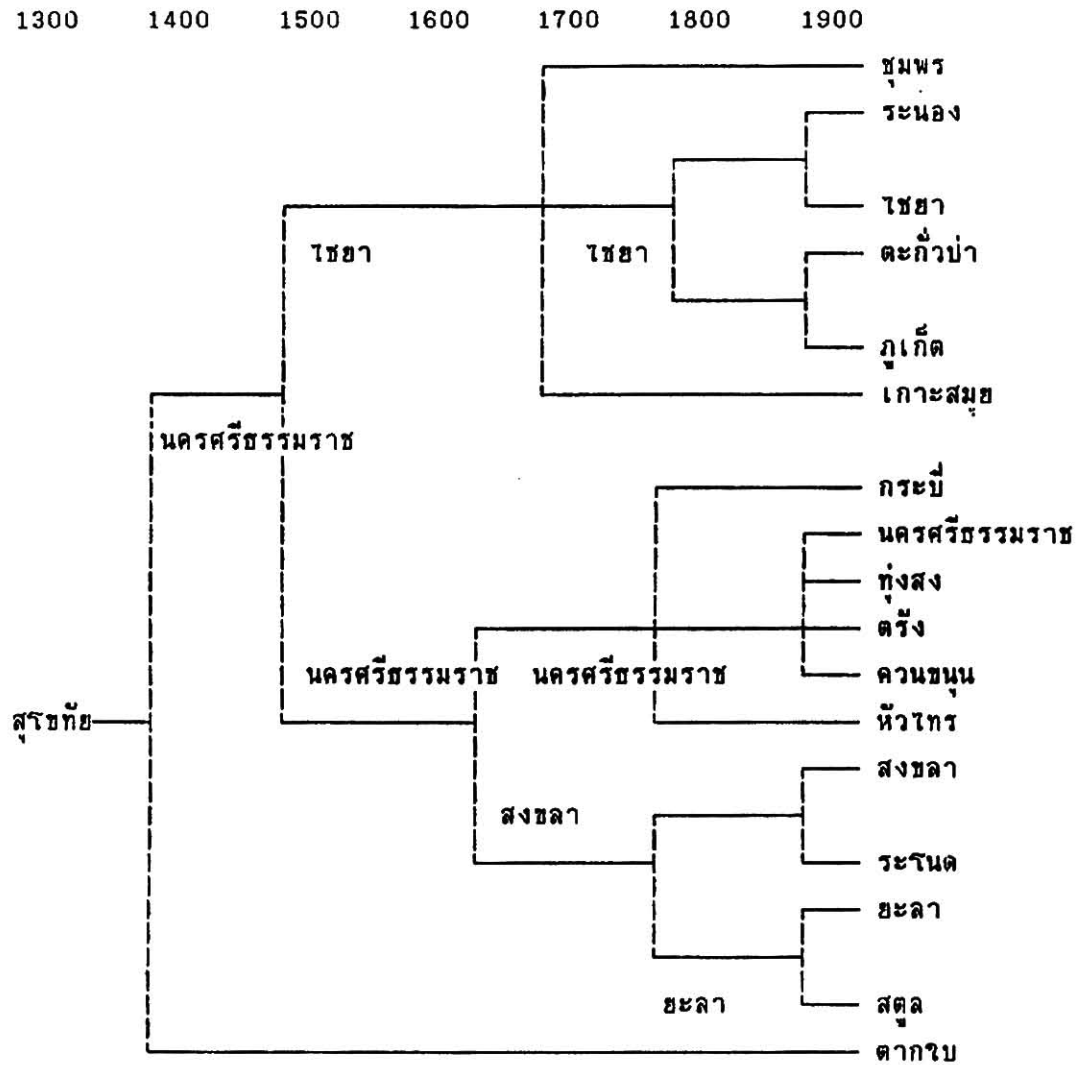 1300 1400 1500 1600 1700 1800 1900
ชุมพร
ระนอง
ไชยา
ไชยา ไชยา ตะกั่วป่า
ภูเก็ต
เกาะสมุย
นครศรีธรรมราช
กระบี่
นครศรีธรรมราช
ทุ่งสง
ตรัง
นครศรีธรรมราช นครศรีธรรมราช ควนขนุน
สุโขทัย หัวไทร
สงขลา
สงขลา
ระโนด
ยะลา
ยะลา สตูล
ตากใบ